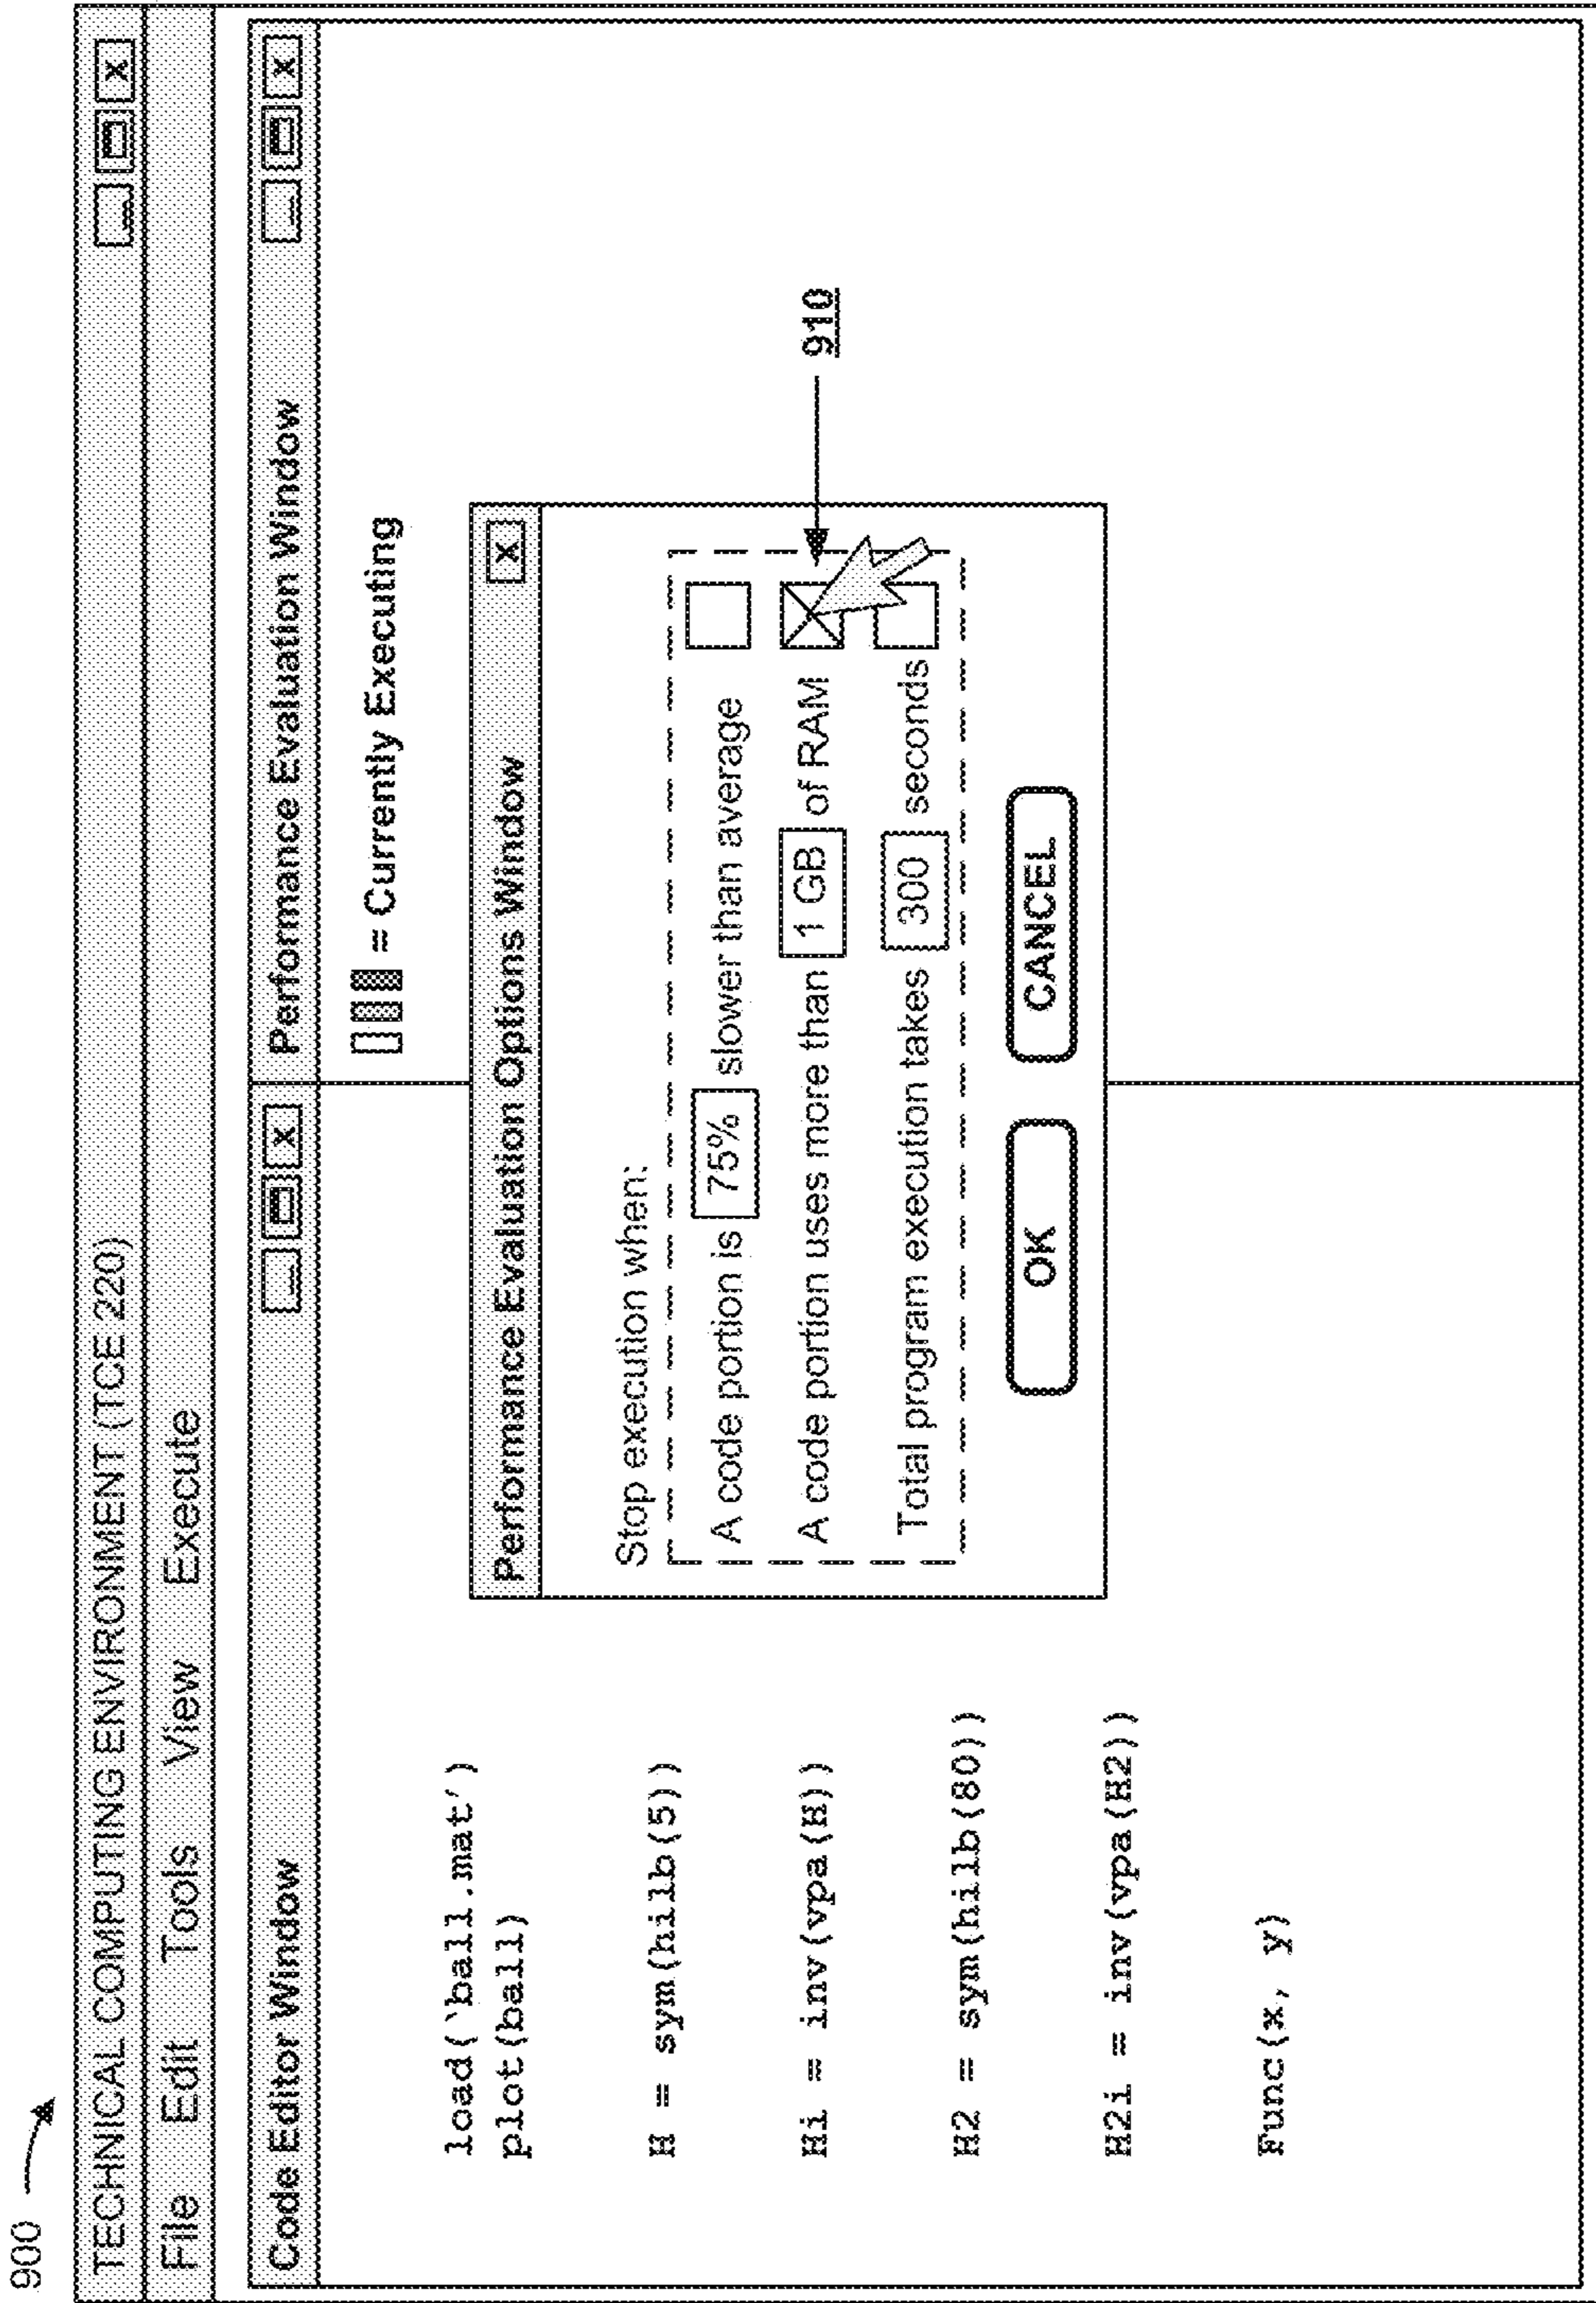 900
TECHNICAL COMPUTING ENVIRONMENT (TCE 220)
X
File Edit Tools View Execute
Code Editor Window
X
Performance Evaluation Window
X
= Currently Executing
load(`ball.mat')
plot(ball)
H = sym(hilb(5))
Hi = inv(vpa(H))
H2 = sym(hilb(80))
H2i = inv(vpa(H2))
Func(x, y)
Performance Evaluation Options Window
X
Stop execution when:
A code portion is 75% slower than average
A code portion uses more than 1 GB of RAM
Total program execution takes 300 seconds
OK
CANCEL
910